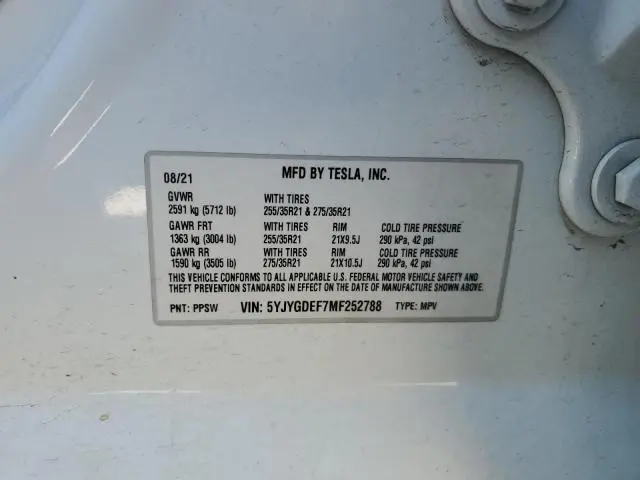 08/21 MFD BY TESLA, INC.
GVWR WITH TIRES
2591 kg (5712 lb) 255/35R21 & 275/35R21
GAWR FRT WITH TIRES RIM COLD TIRE PRESSURE
1363 kg (3004 lb) 255/35R21 21X9.5J 290 kPa, 42 psi
GAWR RR WITH TIRES RIM COLD TIRE PRESSURE
1590 kg (3505 lb) 275/35R21 21X10.5J 290 kPa, 42 psi
THIS VEHICLE CONFORMS TO ALL APPLICABLE U.S. FEDERAL MOTOR VEHICLE SAFETY AND
THEFT PREVENTION STANDARDS IN EFFECT ON THE DATE OF MANUFACTURE SHOWN ABOVE.
PNT: PPSW VIN: 5YJYGDEF7MF252788 TYPE: MPV